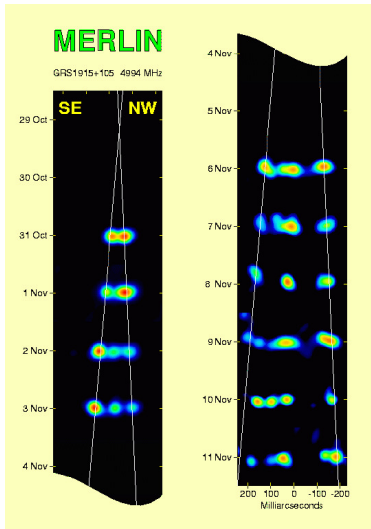 MERLIN
GRS1915+105 4994 MHz
SE NW
29 Oct
30 Oct
31 Oct
1 Nov
2 Nov
3 Nov
4 Nov
4 Nov
5 Nov
6 Nov
7 Nov
8 Nov
9 Nov
10 Nov
11 Nov
200 100 0 -100 -200
Milliarcseconds